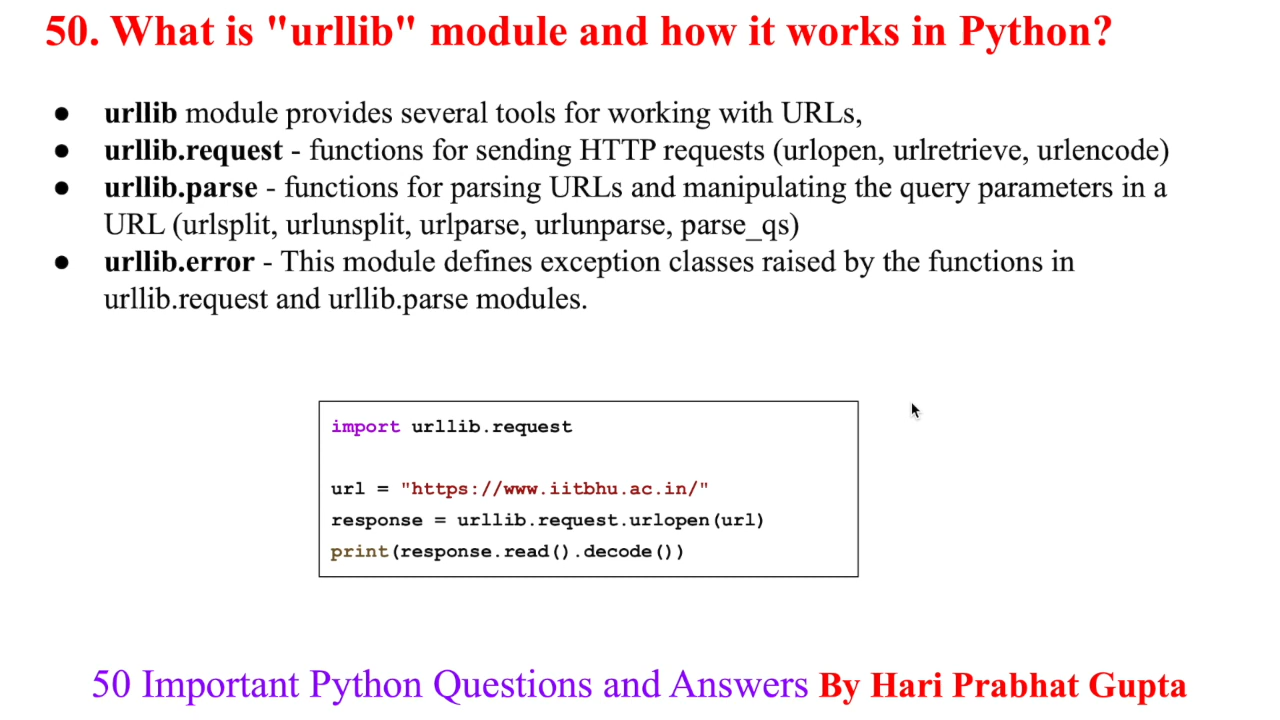 50. What is "urllib" module and how it works in Python?
● urllib module provides several tools for working with URLs,
● urllib.request - functions for sending HTTP requests (urlopen, urlretrieve, urlencode)
● urllib.parse - functions for parsing URLs and manipulating the query parameters in a
URL (urlsplit, urlunsplit, urlparse, urlunparse, parse_qs)
● urllib.error - This module defines exception classes raised by the functions in
urllib.request and urllib.parse modules.
import urllib.request
url = "https://www.iitbhu.ac.in/"
response = urllib.request.urlopen(url)
print(response.read().decode())
50 Important Python Questions and Answers By Hari Prabhat Gupta